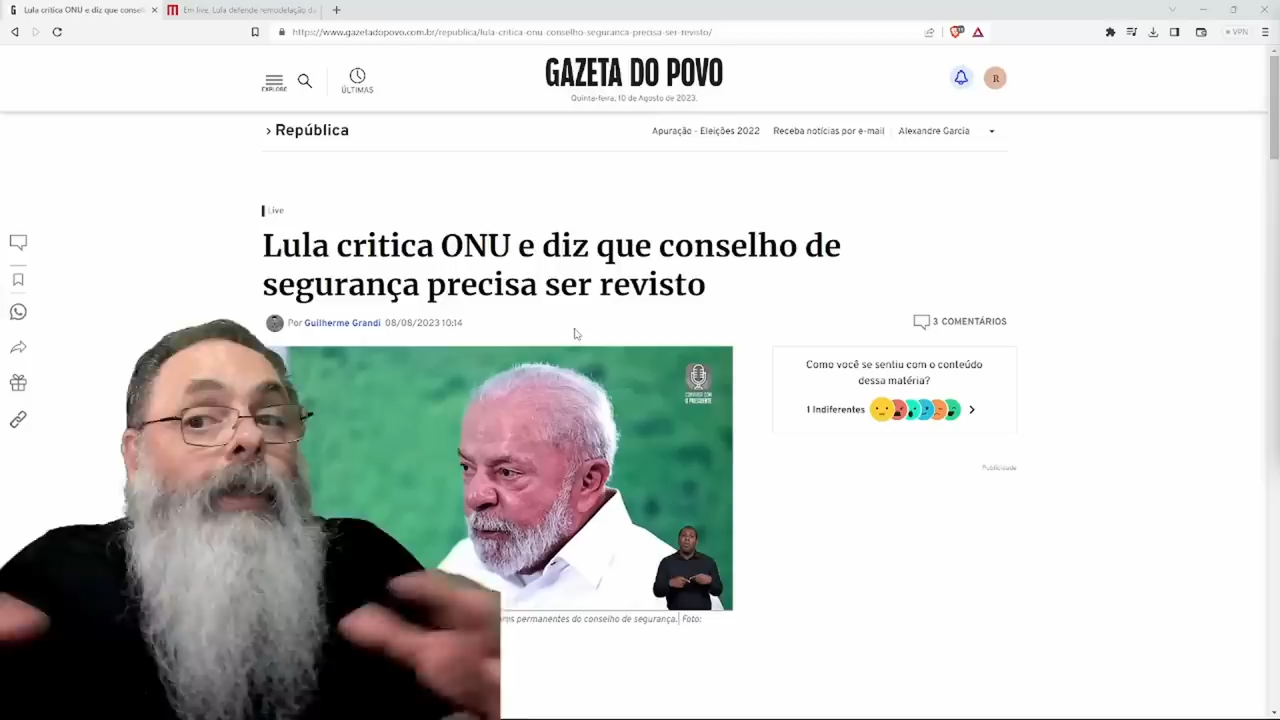 Lula critica ONU e diz que consel
Em live, Lula defende remodelação d
https://www.gazetadopovo.com.br/republica/lula-critica-onu-conselho-seguranca-precisa-ser-revisto/
VPN
EXPLORE
ÚLTIMAS
GAZETA DO POVO
Quinta-feira, 10 de Agosto de 2023.
R
República
Apuração - Eleições 2022
Receba notícias por e-mail
Alexandre Garcia
Live
Lula critica ONU e diz que conselho de
segurança precisa ser revisto
Por Guilherme Grandi 08/08/2023 10:14
3 COMENTÁRIOS
CONVERSA COM
O PRESIDENTE
Como você se sentiu com o conteúdo
dessa matéria?
1 Indiferentes
Publicidade
permanentes do conselho de segurança.| Foto: